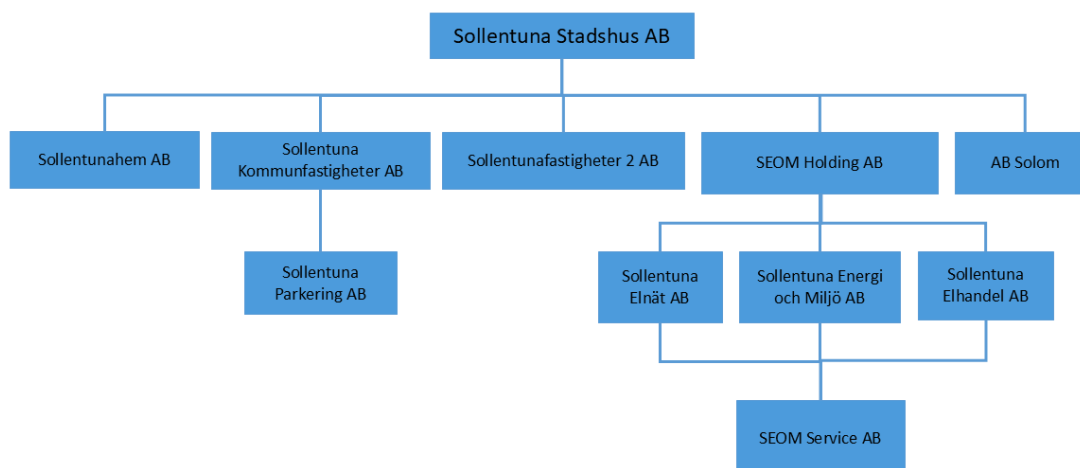 Sollentuna Stadshus AB
Sollentunahem AB
Sollentuna
Kommunfastigheter AB
Sollentunafastigheter 2 AB
SEOM Holding AB
AB Solom
Sollentuna
Parkering AB
Sollentuna
Elnät AB
Sollentuna Energi
och Miljö AB
Sollentuna
Elhandel AB
SEOM Service AB